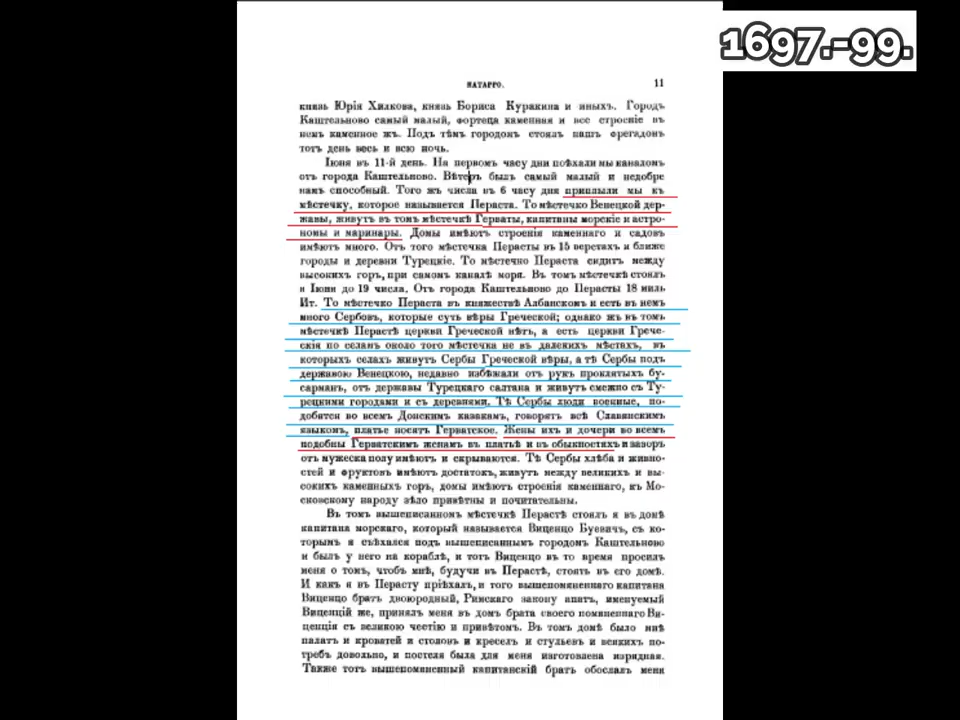 1697.-99.
КАТАРРО. 11
князь Юрія Хилкова, князь Бориса Куракина и иныхъ. Городъ
Каштельново самый малый, фортеца каменная и все строеніе въ
немъ каменное жъ. Подъ тѣмъ городомъ стоялъ нашъ фрегадонъ
тотъ день весь и всю ночь.
Іюня въ 11-й день. На первомъ часу дни поѣхали мы каналомъ
отъ города Каштельново. Вѣтеръ былъ самый малый и недобре
намъ способный. Того жъ числа въ 6 часу дня приплыли мы къ
мѣстечку, которое называется Пераста. То мѣстечко Венецкой дер-
жавы, живутъ въ томъ мѣстечкѣ Герваты, капитаны морскіе и астро-
номы и маринары. Домы имѣютъ строенія каменнаго и садовъ
имѣютъ много. Отъ того мѣстечка Перасты въ 15 верстахъ и ближе
городы и деревни Турецкіе. То мѣстечко Пераста сидитъ между
высокихъ горъ, при самомъ каналѣ моря. Въ томъ мѣстечкѣ стоялъ
я Іюня до 19 числа. Отъ города Каштельново до Перасты 18 миль
Ит. То мѣстечко Пераста въ княжествѣ Албанскомъ и есть въ немъ
много Сербовъ, которые суть вѣры Греческой; однако жъ въ томъ
мѣстечкѣ Перастѣ церкви Греческой нѣтъ, а есть церкви Грече-
скія по селамъ около того мѣстечка не въ далекихъ мѣстахъ, въ
которыхъ селахъ живутъ Сербы Греческой вѣры, а тѣ Сербы подъ
державою Венецкою, недавно избѣжали отъ рукъ проклятыхъ бу-
сарманъ, отъ державы Турецкаго салтана и живутъ смежно съ Ту-
рецкими городами и съ деревнями. Тѣ Сербы люди военные, по-
добятся во всемъ Донскимъ казакамъ, говорятъ всѣ Славянскимъ
языкомъ, платье носятъ Герватское. Жены ихъ и дочери во всемъ
подобны Герватскимъ женамъ въ платьѣ и въ обыкностяхъ и заворъ
отъ мужеска полу имѣютъ и скрываются. Тѣ Сербы хлѣба и живно-
стей и фруктовъ имѣютъ достатокъ, живутъ между великихъ и вы-
сокихъ каменныхъ горъ, домы имѣютъ строенія каменнаго, къ Мо-
сковскому народу зѣло привѣтны и почитательны.
Въ томъ вышеписанномъ мѣстечкѣ Перастѣ стоялъ я въ домѣ
капитана морскаго, который называется Виценцо Буевичъ, съ ко-
торымъ я съѣхался подъ вышеписаннымъ городомъ Каштельново
и былъ у него на кораблѣ, и тотъ Виценцо въ то время просилъ
меня о томъ, чтобъ мнѣ, будучи въ Перастѣ, стоять въ его домѣ.
И какъ я въ Перасту пріѣхалъ, и того вышепомяненнаго капитана
Виценцо братъ двоюродный, Римскаго закону апатъ, именуемый
Виценцій же, принялъ меня въ домъ брата своего помяненнаго Ви-
ценція съ великою честію и привѣтомъ. Въ томъ домѣ было мнѣ
палатъ и кроватей и столовъ и креселъ и стульевъ и всякихъ по-
требъ довольно, и постеля была для меня изготовлена изрядная.
Также тотъ вышепомяненный капитанскій братъ обослалъ меня